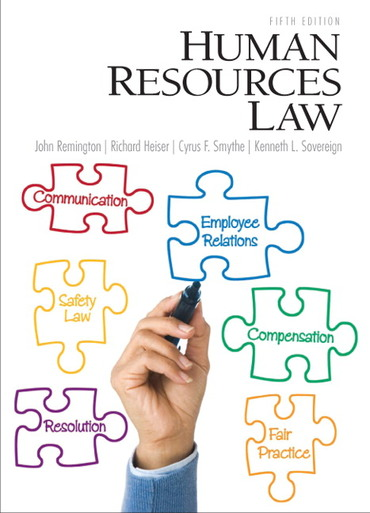 FIFTH EDITION
HUMAN
RESOURCES
LAW
John Remington | Richard Heiser | Cyrus F. Smythe | Kenneth L. Sovereign
Communication
Employee
Relations
Safety
Law
Compensation
Resolution
Fair
Practice